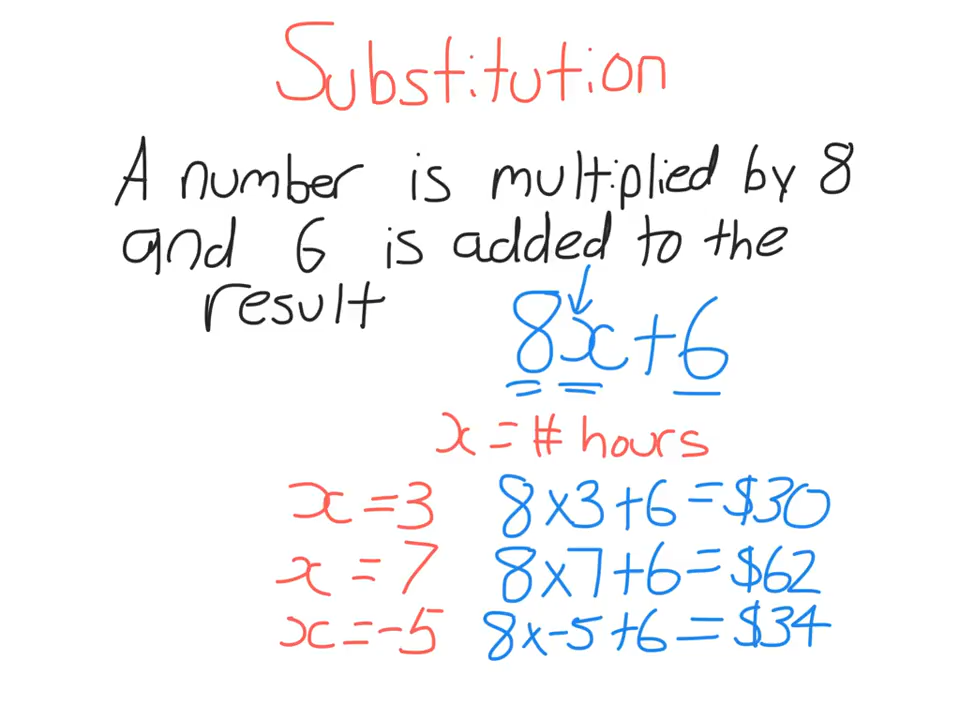 Substitution
A number is multiplied by 8
and 6 is added to the
result
8x+6
x = # hours
x = 3 8x3+6 = $30
x = 7 8x7+6 = $62
x = -5 8x-5+6 = $34